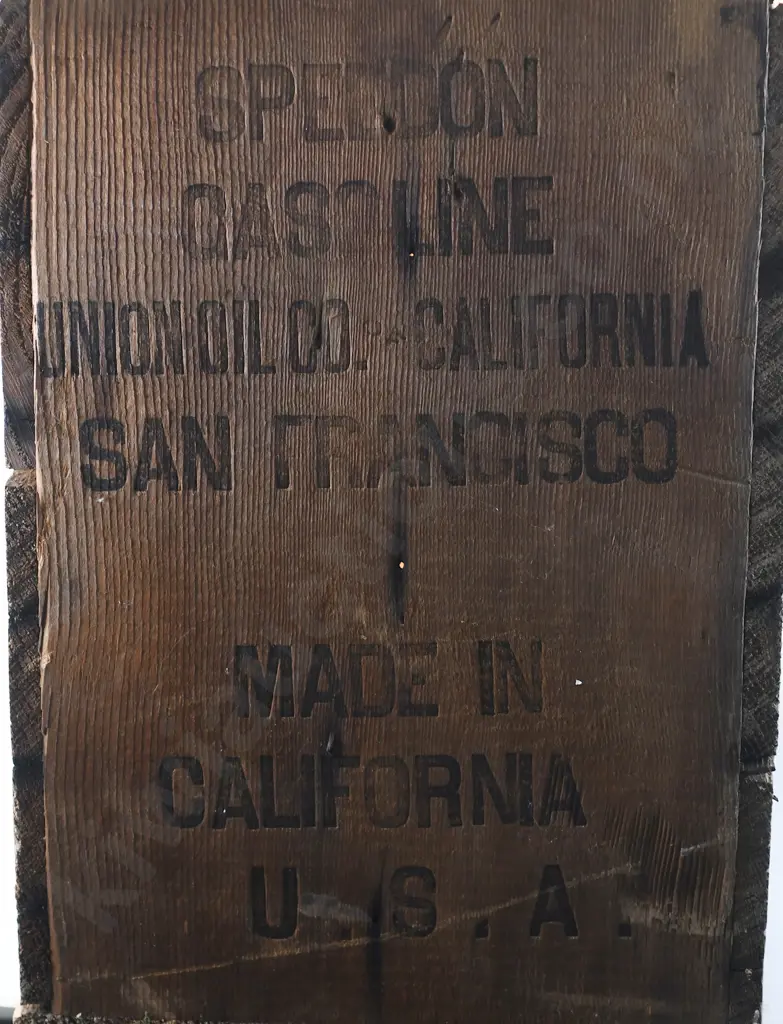 SPEEDON
GASOLINE
UNION OIL CO. CALIFORNIA
SAN FRANCISCO
MADE IN
CALIFORNIA
U.S.A.